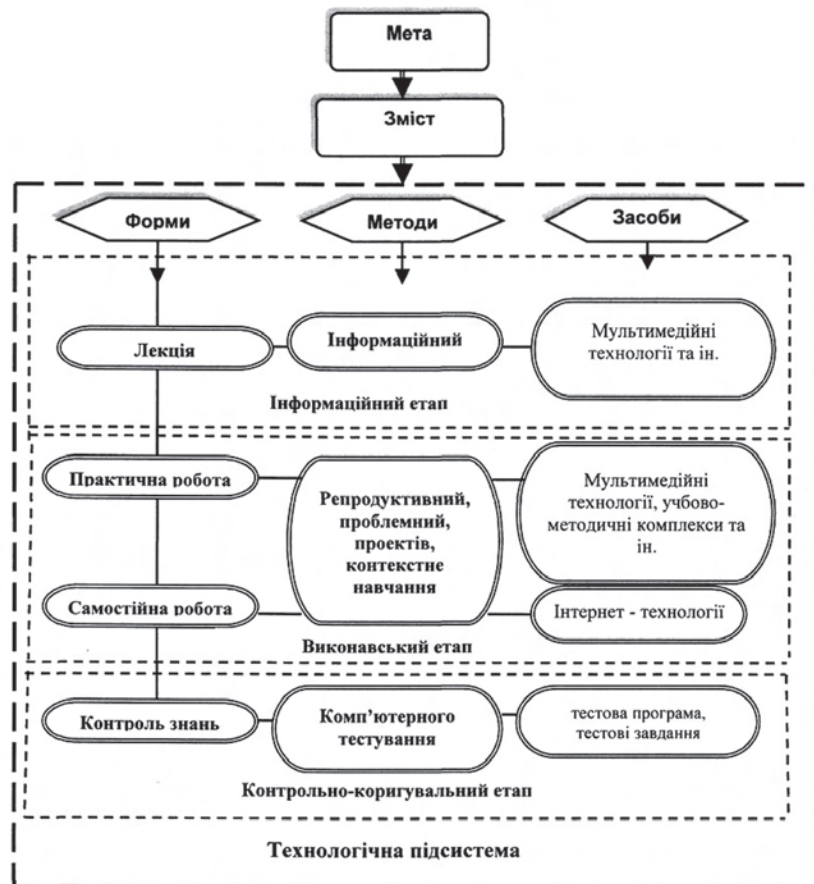 Мета
Зміст
Форми
Методи
Засоби
Лекція
Інформаційний
Мультимедійні
технології та ін.
Інформаційний етап
Практична робота
Репродуктивний,
проблемний,
проектів,
контекстне
навчання
Мультимедійні
технології, учбово-
методичні комплекси та
ін.
Самостійна робота
Інтернет - технології
Виконавський етап
Контроль знань
Комп’ютерного
тестування
тестова програма,
тестові завдання
Контрольно-коригувальний етап
Технологічна підсистема